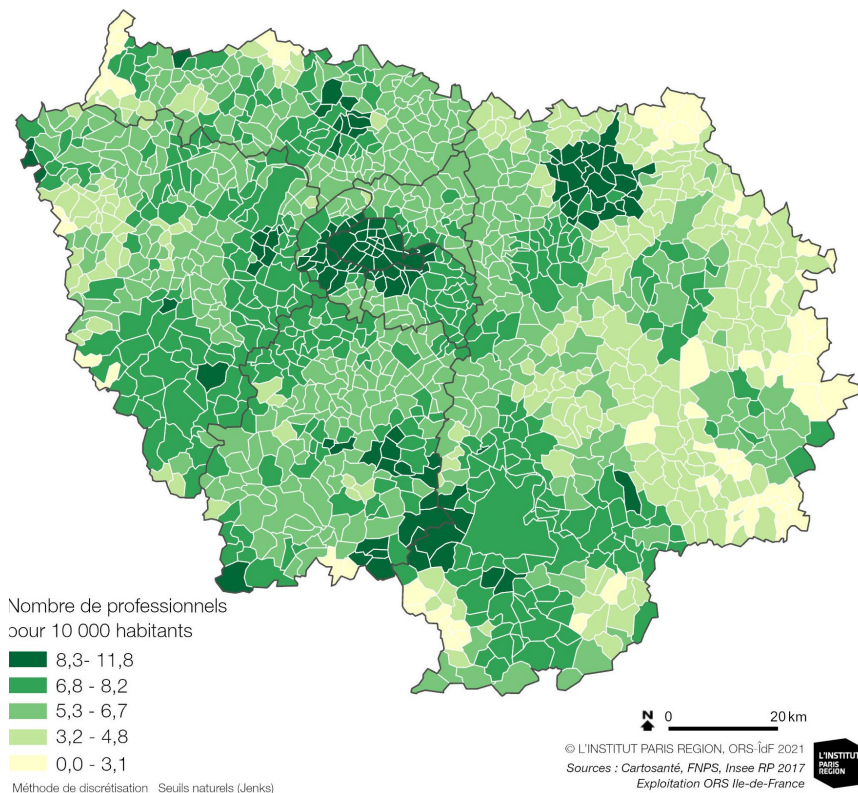 Nombre de professionnels
pour 10 000 habitants
8,3- 11,8
6,8 - 8,2
5,3 - 6,7
3,2 - 4,8
0,0 - 3,1
Méthode de discrétisation Seuils naturels (Jenks)
N 0 20 km
© L'INSTITUT PARIS REGION, ORS-ÎdF 2021
Sources : Cartosanté, FNPS, Insee RP 2017
Exploitation ORS Ile-de-France
L'INSTITUT
PARIS
REGION